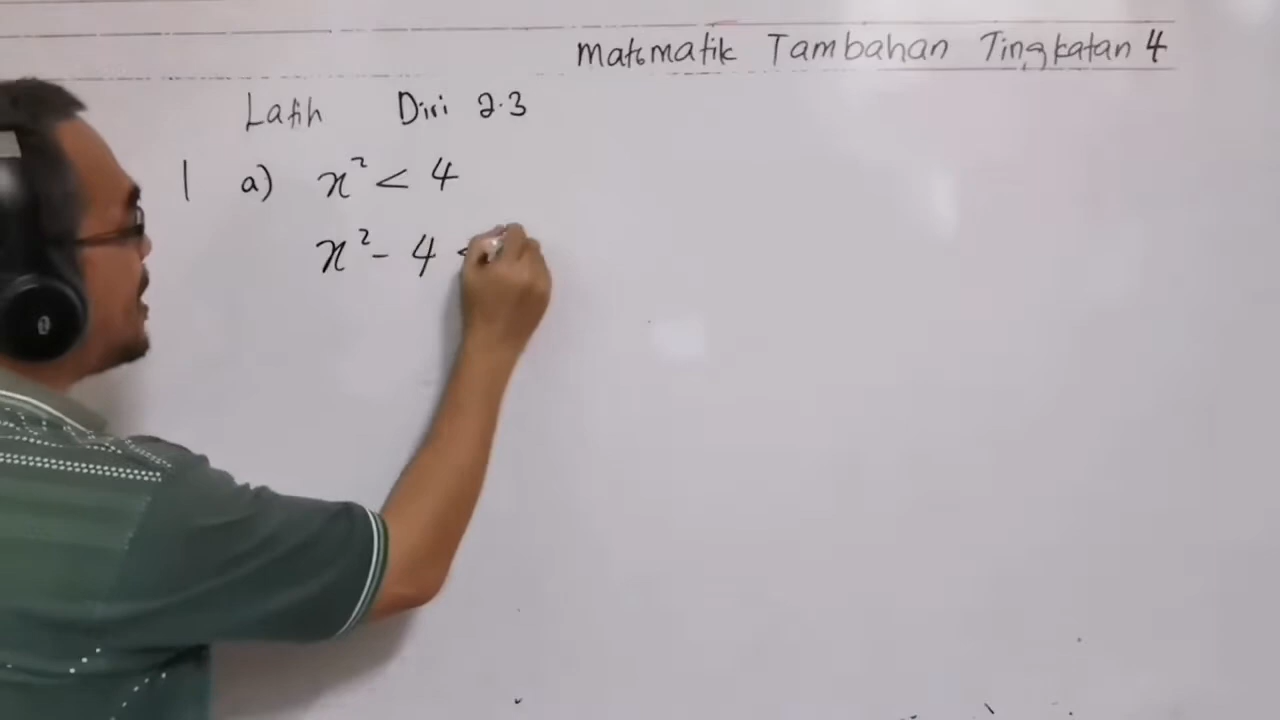 Matematik Tambahan Tingkatan 4
Latih Diri 2.3
1 a) x² < 4
x² - 4 <